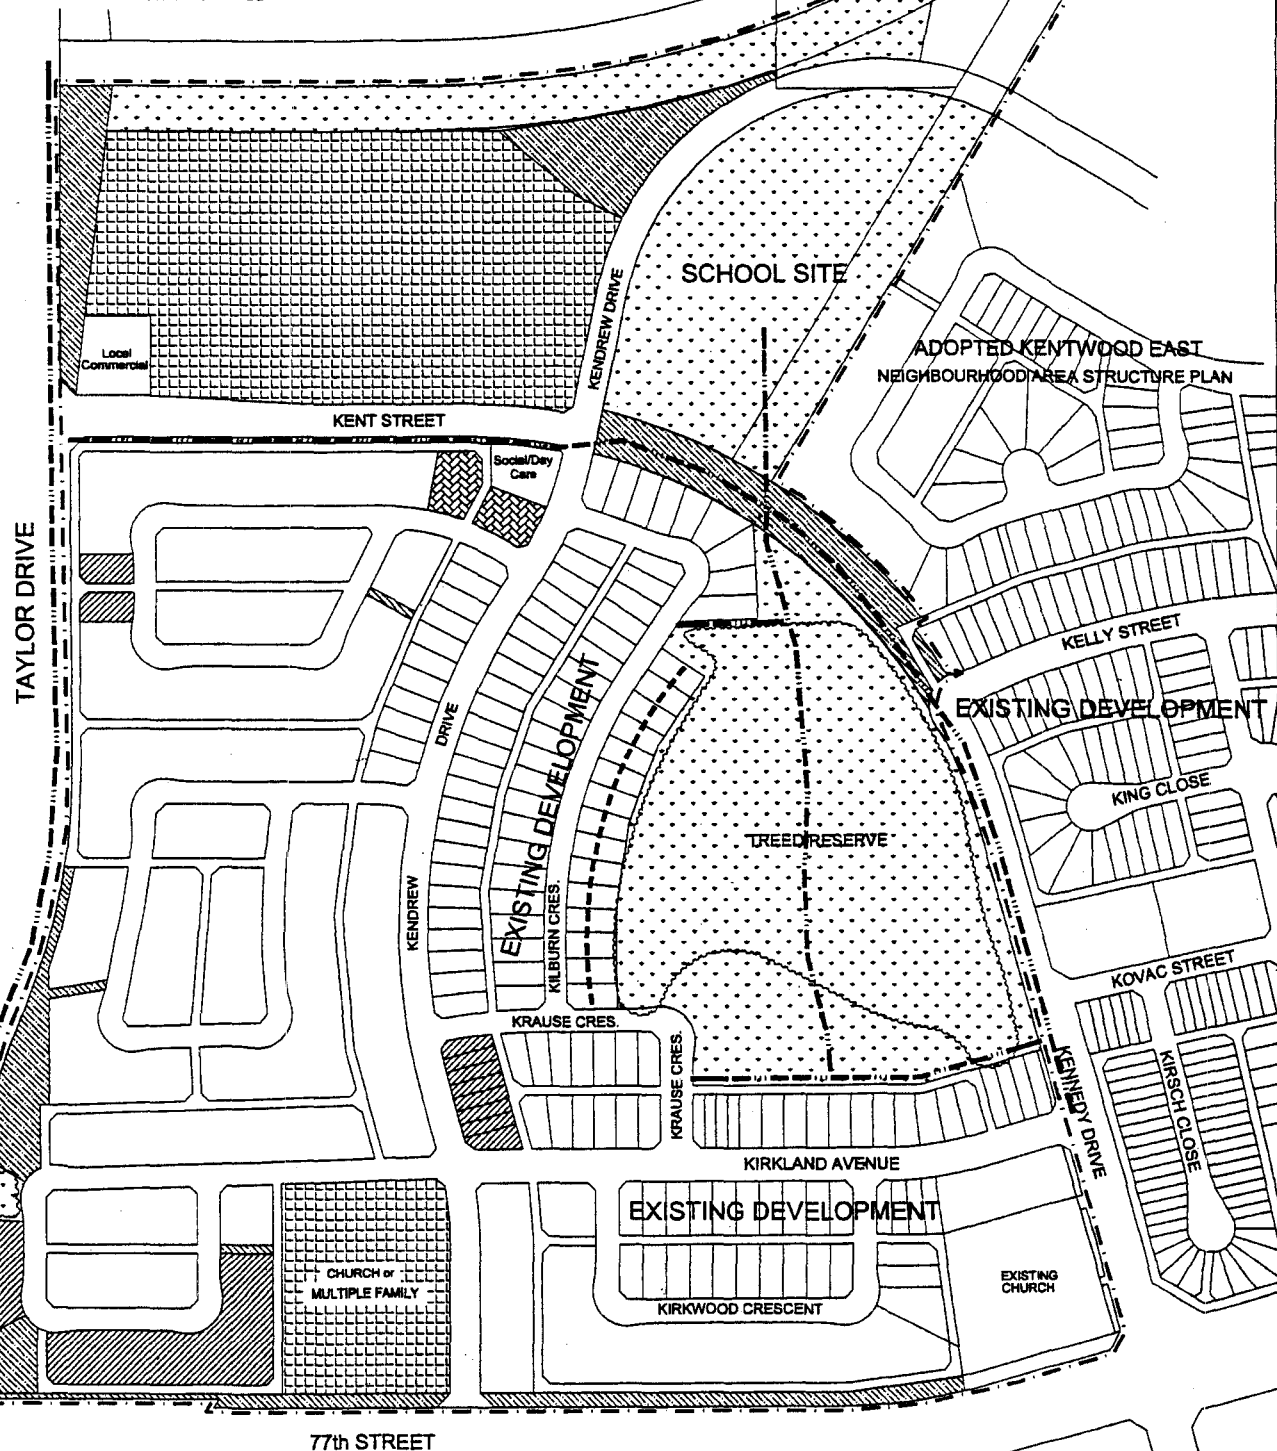 SCHOOL SITE
KENDREW DRIVE
ADOPTED KENTWOOD EAST
NEIGHBOURHOOD AREA STRUCTURE PLAN
Local
Commercial
KENT STREET
Social/Day
Care
TAYLOR DRIVE
KELLY STREET
EXISTING DEVELOPMENT
DRIVE
EXISTING DEVELOPMENT
KING CLOSE
TREED RESERVE
KENDREW
KILBURN CRES.
KOVAC STREET
KRAUSE CRES.
KRAUSE CRES.
KENNEDY DRIVE
KIRSCH CLOSE
KIRKLAND AVENUE
EXISTING DEVELOPMENT
CHURCH or
MULTIPLE FAMILY
EXISTING
CHURCH
KIRKWOOD CRESCENT
77th STREET